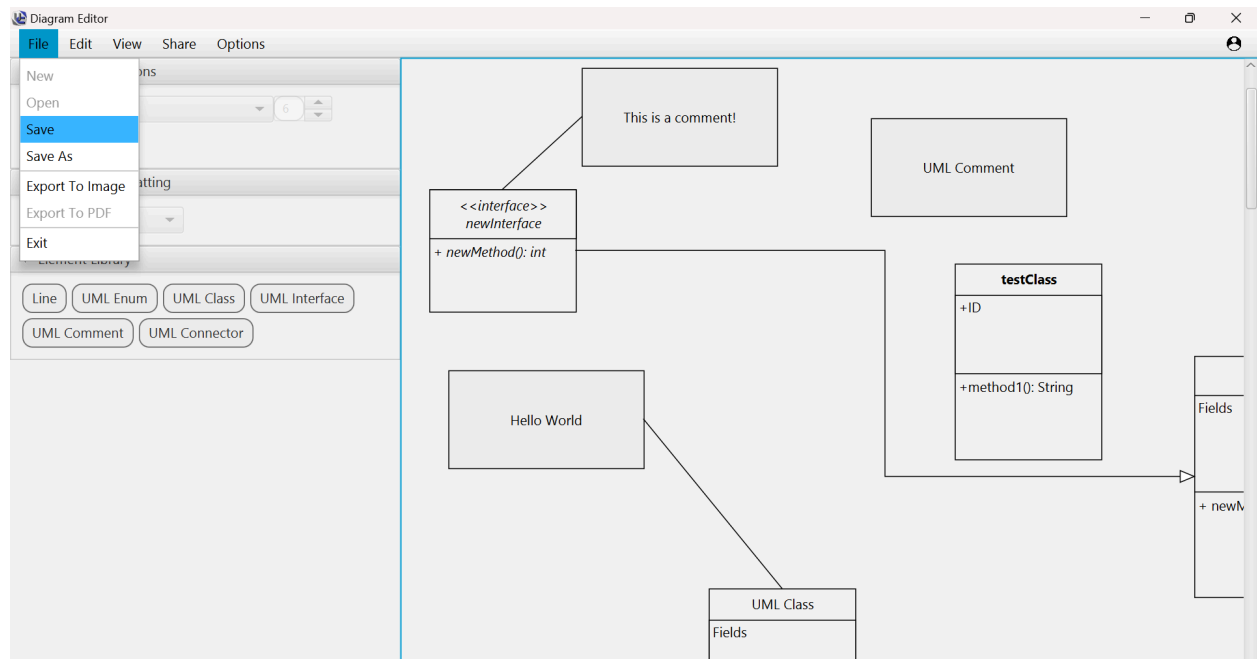 Diagram Editor
File Edit View Share Options
New
Open
Save
Save As
Export To Image
Export To PDF
Exit
ons
6
atting
Element Library
Line UML Enum UML Class UML Interface
UML Comment UML Connector
This is a comment!
UML Comment
<<interface>>
newInterface
+ newMethod(): int
testClass
+ID
+method1(): String
Hello World
Fields
+ newM
UML Class
Fields